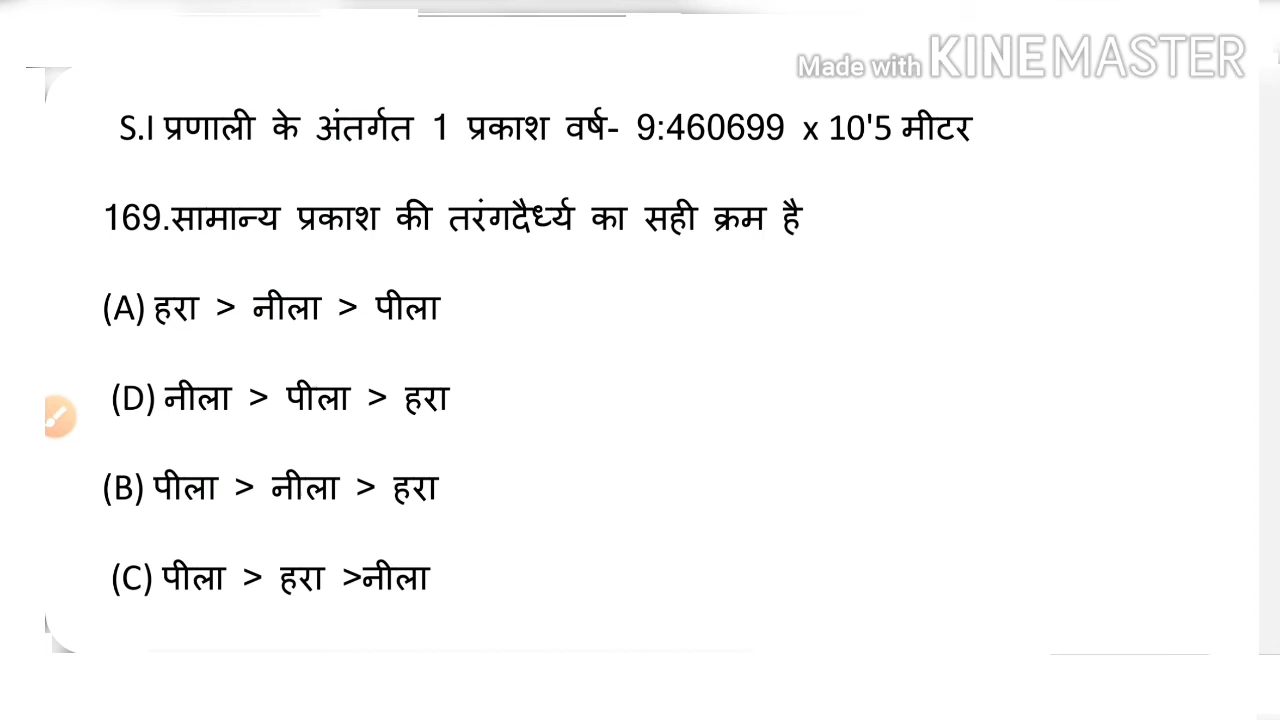 Made with KINEMASTER
S.I प्रणाली के अंतर्गत 1 प्रकाश वर्ष- 9:460699 x 10'5 मीटर
169.सामान्य प्रकाश की तरंगदैर्ध्य का सही क्रम है
(A) हरा > नीला > पीला
(D) नीला > पीला > हरा
(B) पीला > नीला > हरा
(C) पीला > हरा >नीला